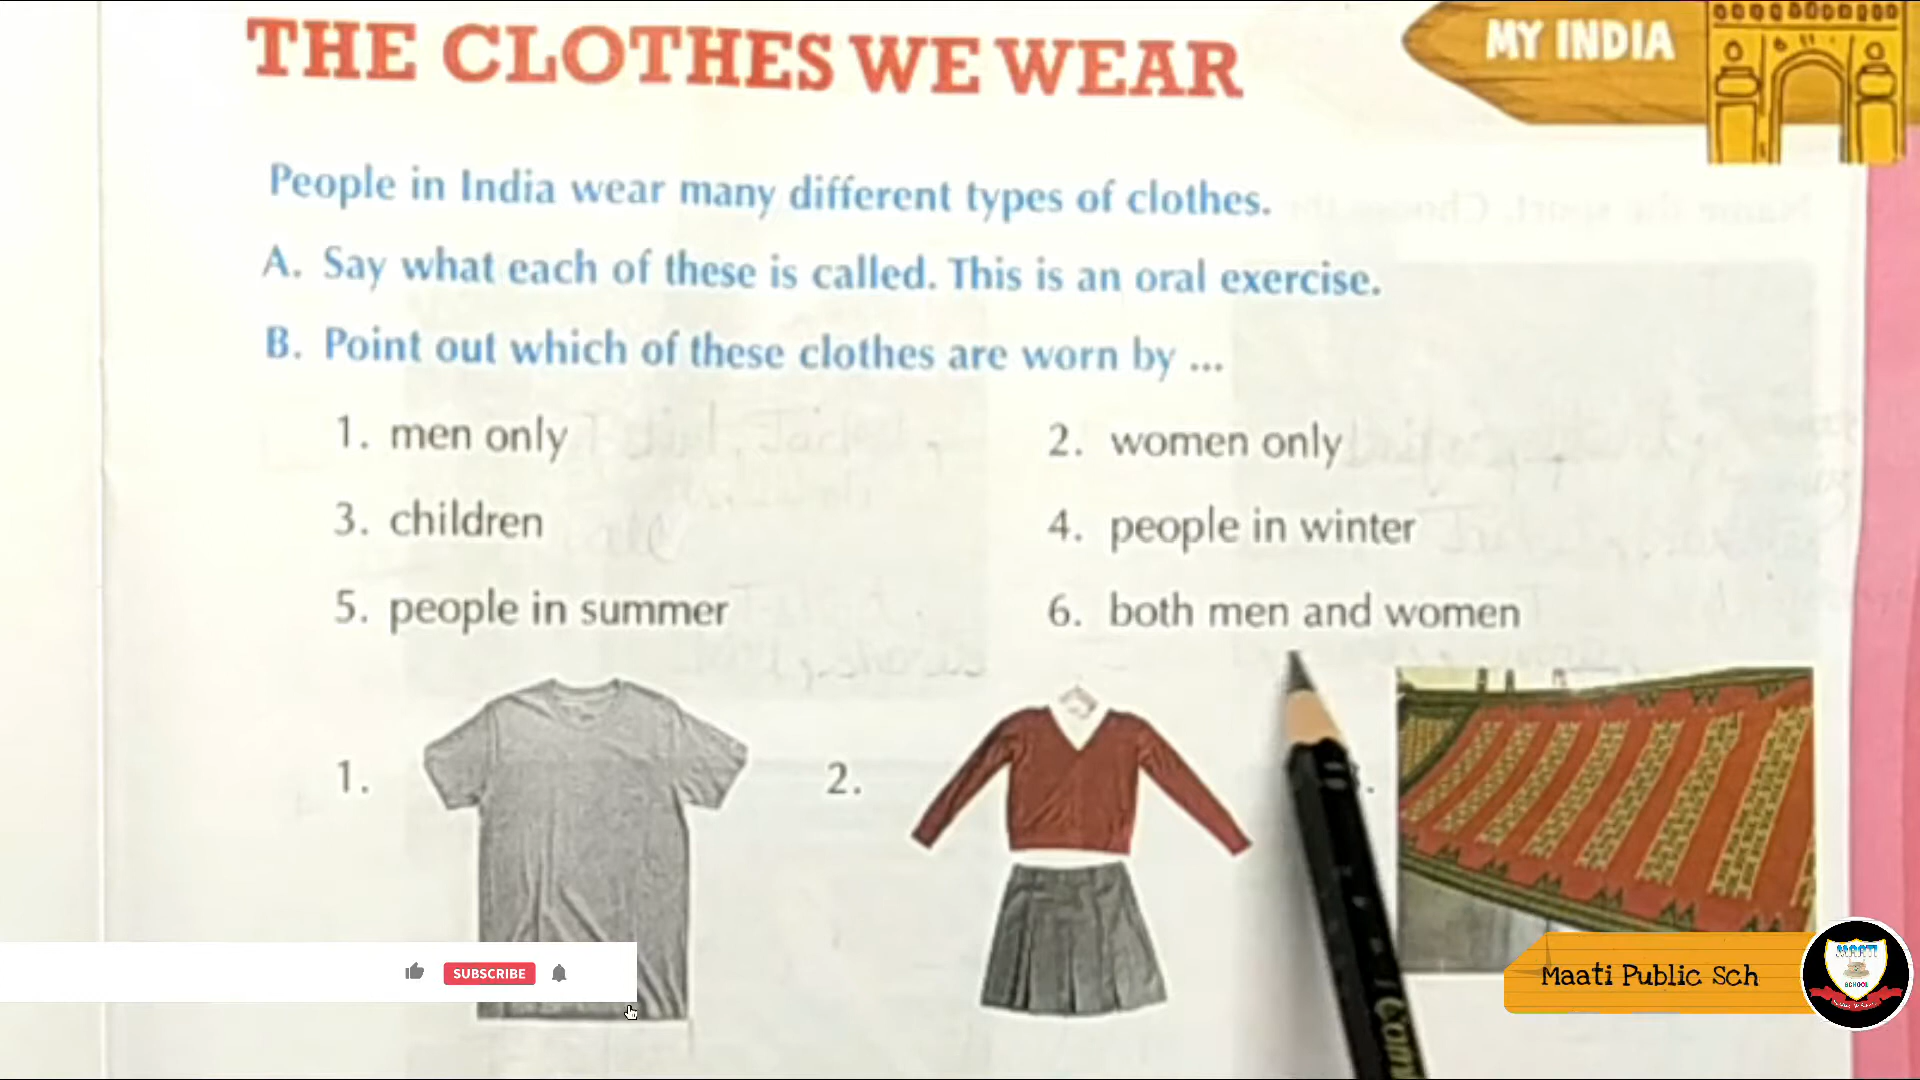 THE CLOTHES WE WEAR
MY INDIA
People in India wear many different types of clothes.
A. Say what each of these is called. This is an oral exercise.
B. Point out which of these clothes are worn by ...
1. men only
2. women only
3. children
4. people in winter
5. people in summer
6. both men and women
1.
2.
SUBSCRIBE
Maati Public Sch
MAATI
SCHOOL